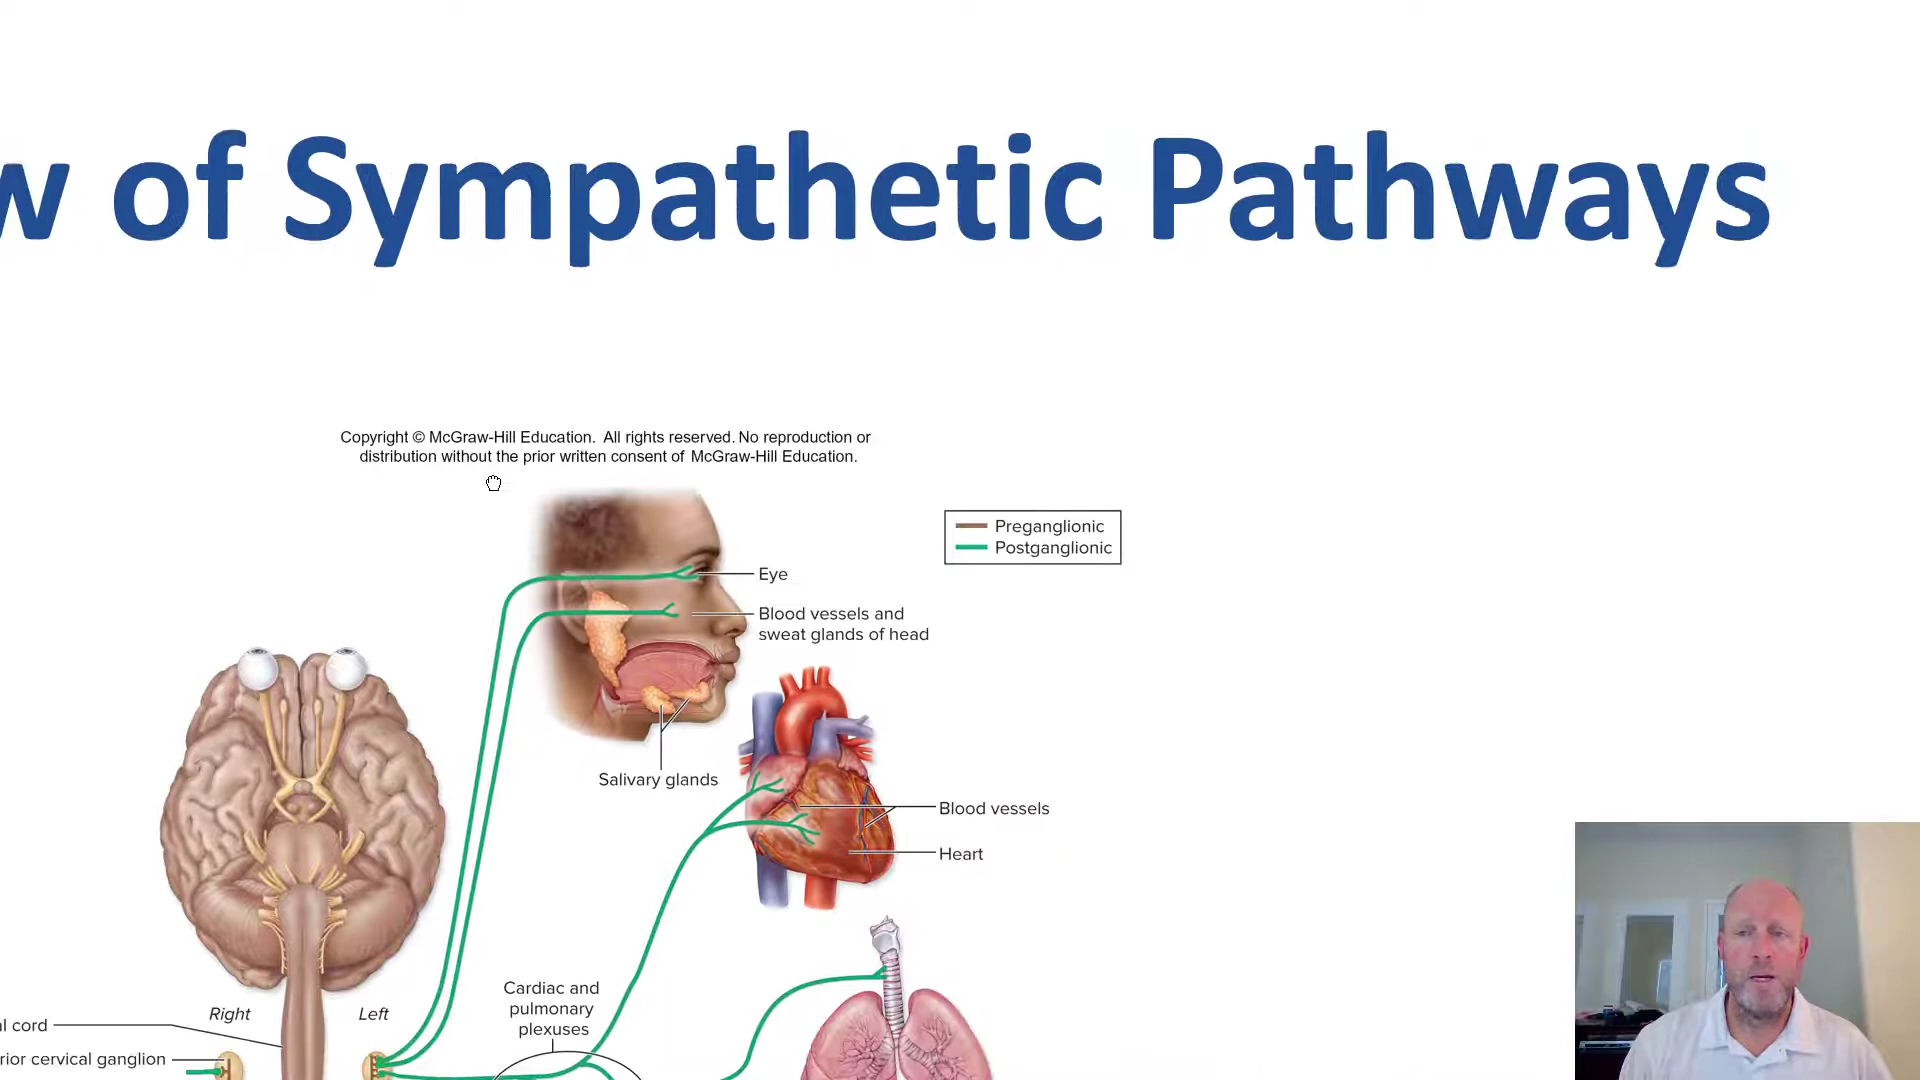 w of Sympathetic Pathways
Copyright © McGraw-Hill Education. All rights reserved. No reproduction or
distribution without the prior written consent of McGraw-Hill Education.
Preganglionic
Postganglionic
Eye
Blood vessels and
sweat glands of head
Salivary glands
Blood vessels
Heart
Cardiac and
pulmonary
plexuses
Right
Left
al cord
rior cervical ganglion